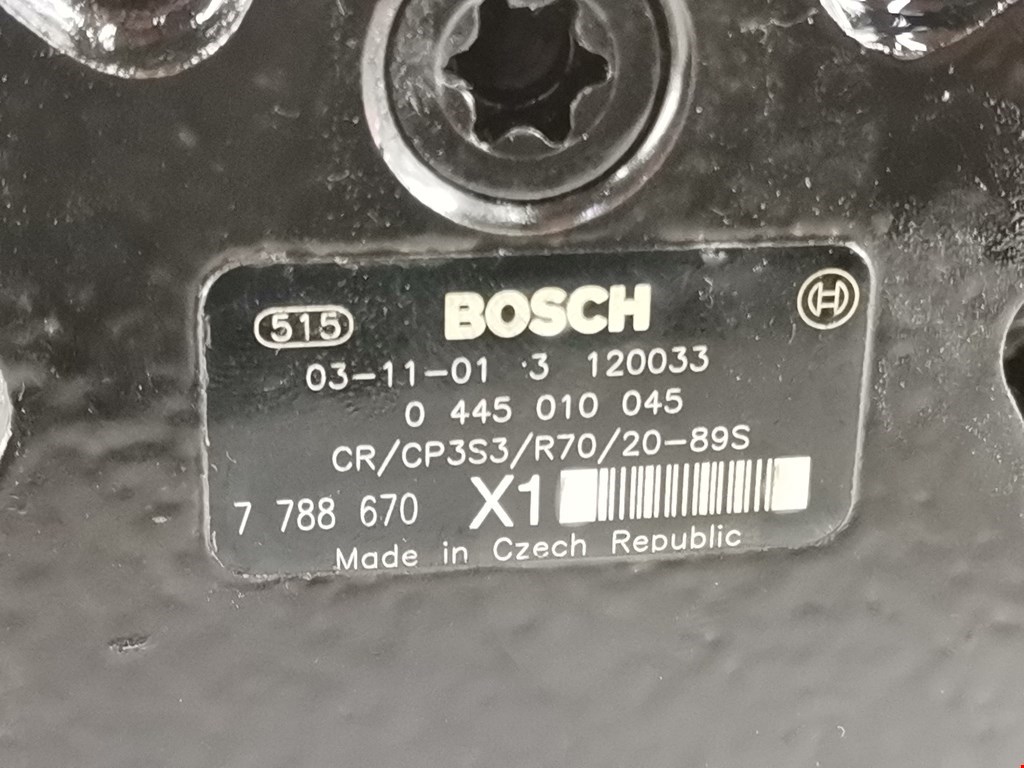 515 BOSCH
03-11-01 3 120033
0 445 010 045
CR/CP3S3/R70/20-89S
7 788 670 X1
Made in Czech Republic